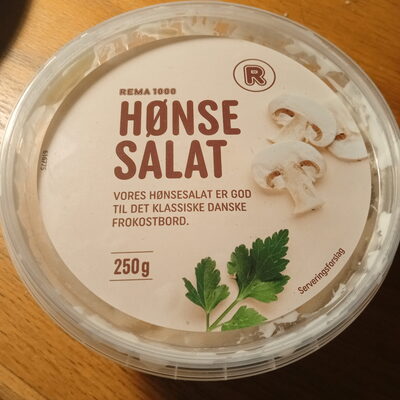 REMA 1000
R
HØNSE
SALAT
VORES HØNSESALAT ER GOD
TIL DET KLASSISKE DANSKE
FROKOSTBORD.
250g
Serveringsforslag